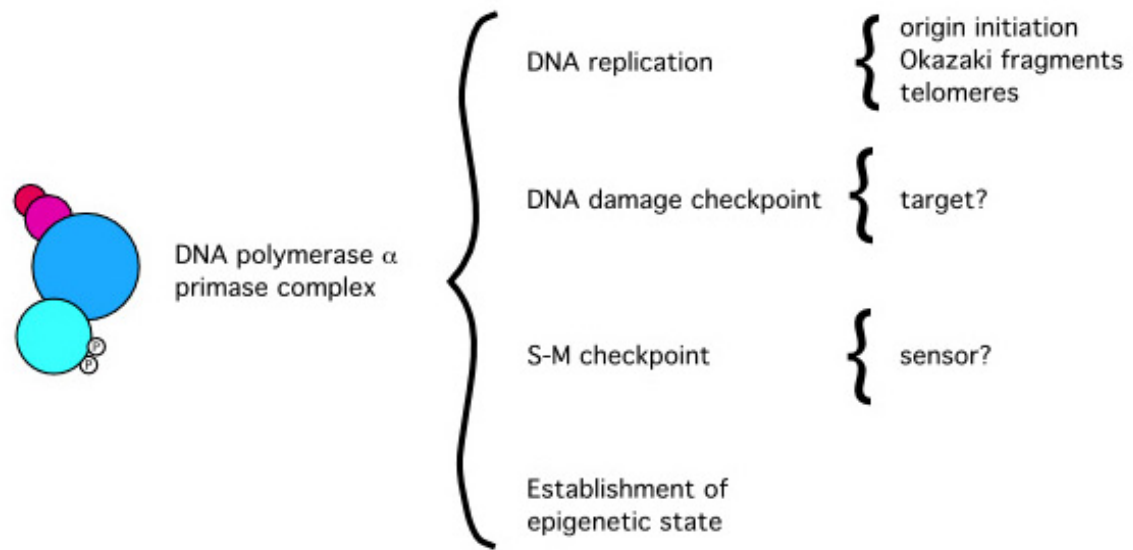 DNA polymerase α
primase complex
P
P
DNA replication
origin initiation
Okazaki fragments
telomeres
DNA damage checkpoint
target?
S-M checkpoint
sensor?
Establishment of
epigenetic state